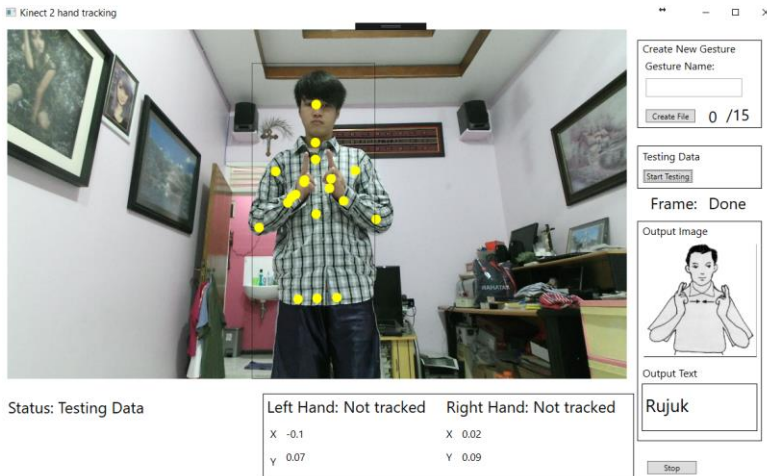 Kinect 2 hand tracking
Create New Gesture
Gesture Name:
Create File 0 /15
Testing Data
Start Testing
Frame: Done
Output Image
Output Text
Rujuk
Stop
Status: Testing Data
Left Hand: Not tracked Right Hand: Not tracked
X -0.1 X 0.02
Y 0.07 Y 0.09